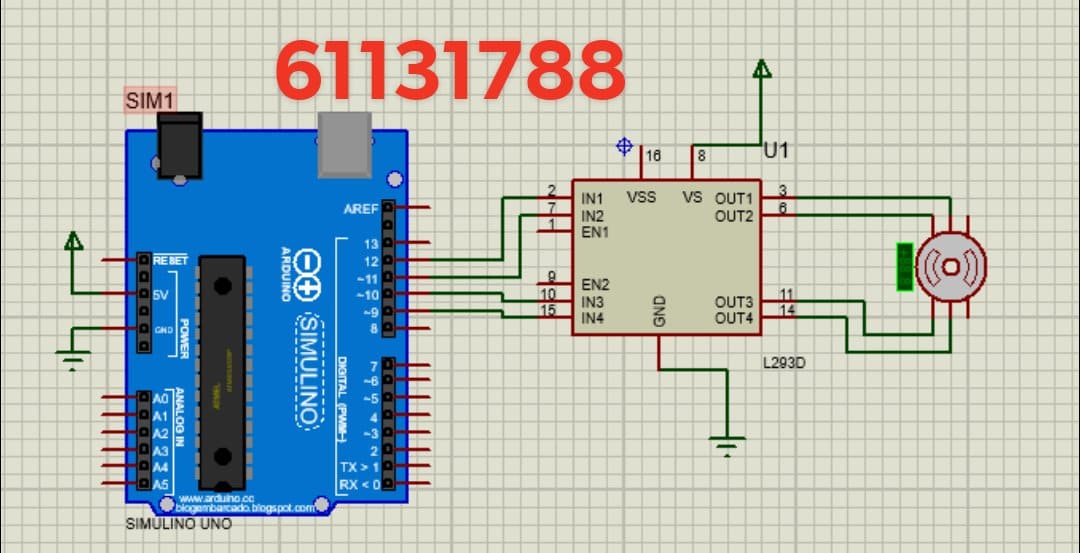 61131788
SIM1
U1
16
8
2
7
1
9
10
15
IN1
IN2
EN1
EN2
IN3
IN4
VSS
VS
OUT1
OUT2
OUT3
OUT4
GND
3
6
11
14
L293D
AREF
13
12
~11
~10
~9
8
7
~6
~5
4
~3
2
TX > 1
RX < 0
DIGITAL (PWM~)
ARDUINO
SIMULINO
RESET
5V
GND
POWER
A0
A1
A2
A3
A4
A5
ANALOG IN
ATMEL
www.arduino.cc
blogembarcado.blogspot.com
SIMULINO UNO